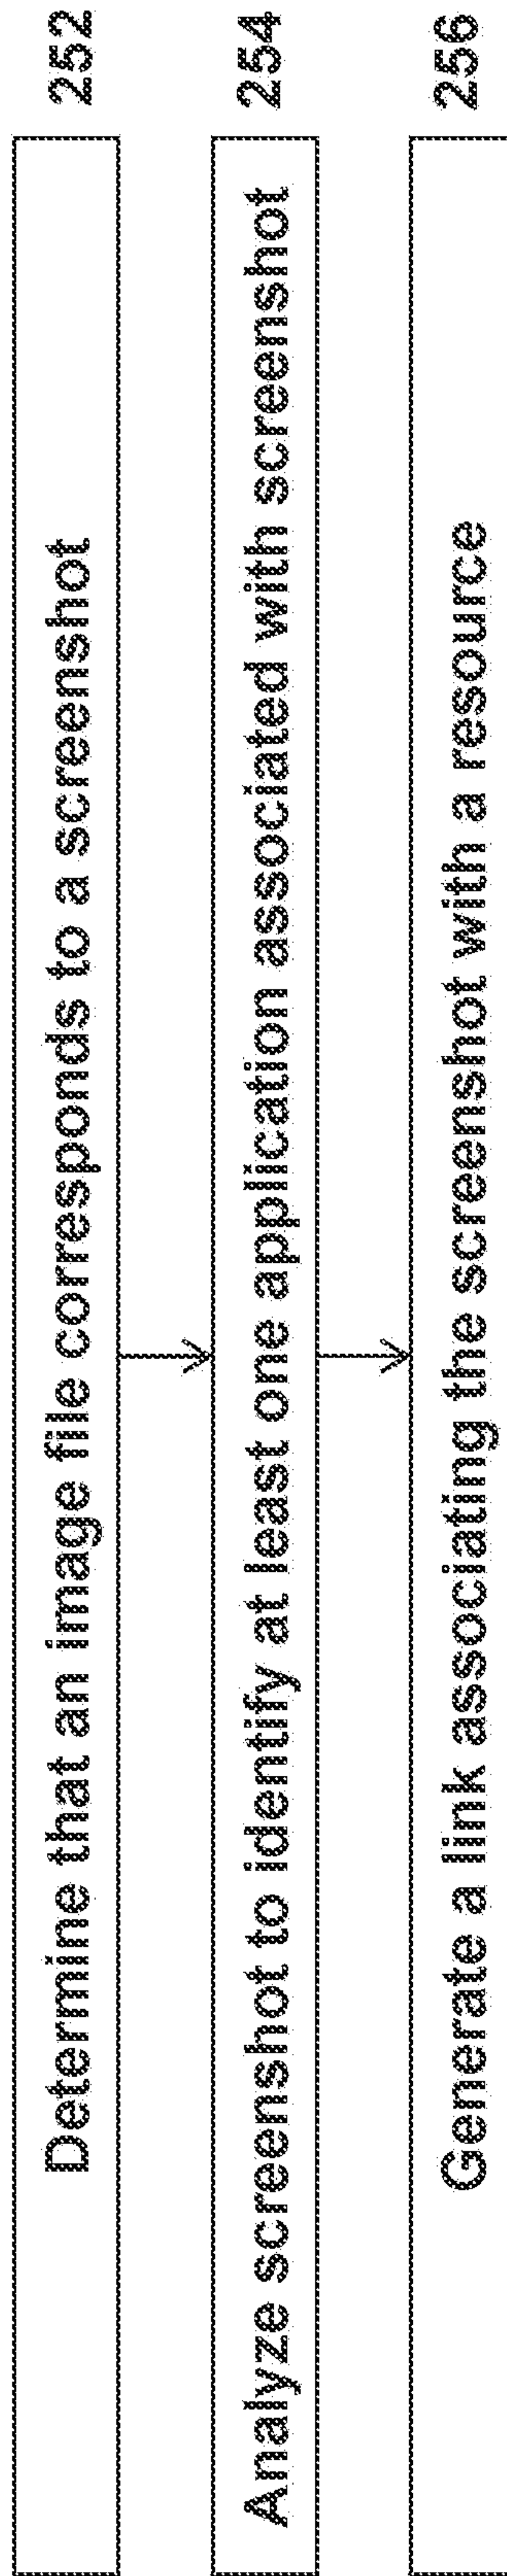 Determine that an image file corresponds to a screenshot 252
Analyze screenshot to identify at least one application associated with screenshot 254
Generate a link associating the screenshot with a resource 256